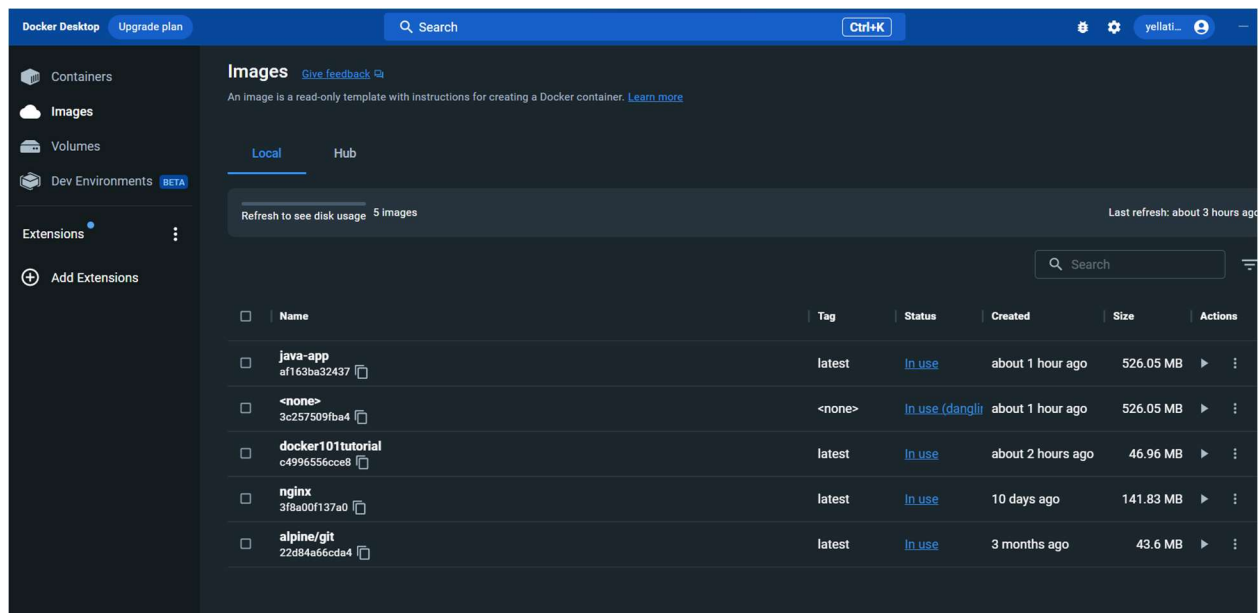 Docker Desktop Upgrade plan Search Ctrl+K yellati...
Containers
Images
Volumes
Dev Environments BETA
Extensions
Add Extensions
Images Give feedback
An image is a read-only template with instructions for creating a Docker container. Learn more
Local Hub
Refresh to see disk usage 5 images Last refresh: about 3 hours ago
Search
Name Tag Status Created Size Actions
java-app
af163ba32437 latest In use about 1 hour ago 526.05 MB
<none>
3c257509fba4 <none> In use (danglin about 1 hour ago 526.05 MB
docker101tutorial
c4996556cce8 latest In use about 2 hours ago 46.96 MB
nginx
3f8a00f137a0 latest In use 10 days ago 141.83 MB
alpine/git
22d84a66cda4 latest In use 3 months ago 43.6 MB